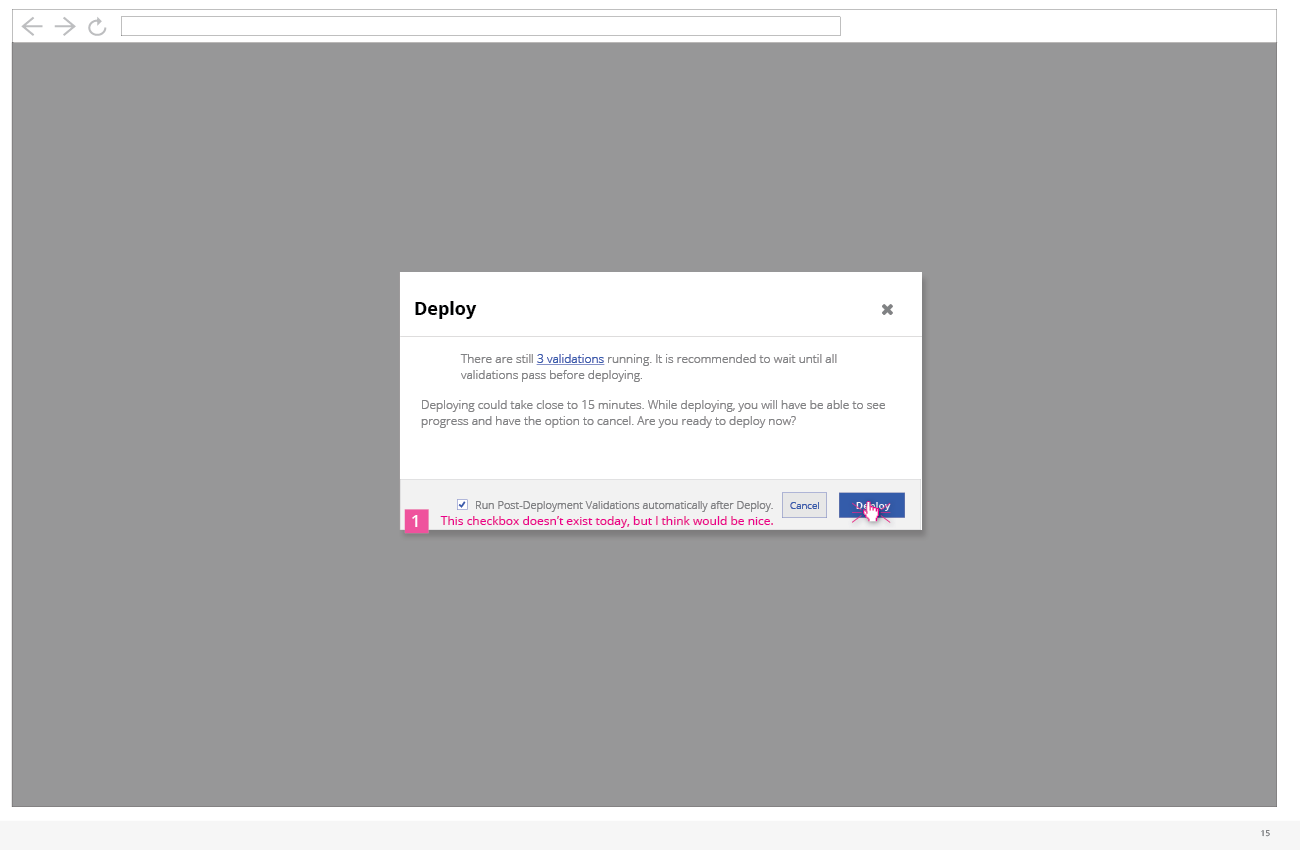 Deploy
There are still 3 validations running. It is recommended to wait until all
validations pass before deploying.
Deploying could take close to 15 minutes. While deploying, you will have be able to see
progress and have the option to cancel. Are you ready to deploy now?
Run Post-Deployment Validations automatically after Deploy. Cancel Deploy
1 This checkbox doesn't exist today, but I think would be nice.
15